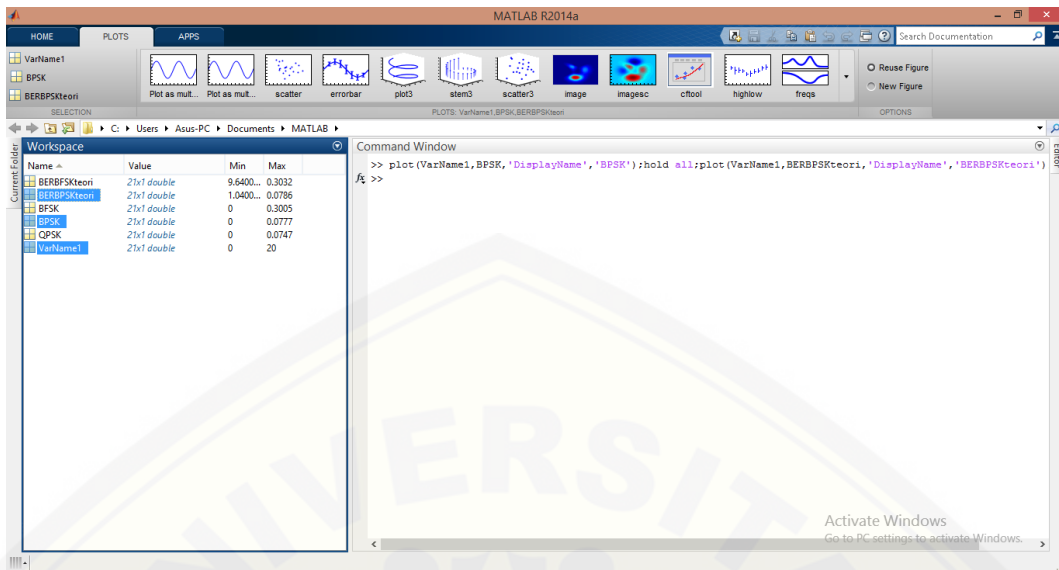 MATLAB R2014a
HOME PLOTS APPS
Search Documentation
VarName1
BPSK
BERBPSKteori
Plot as mult... Plot as mult... scatter errorbar plot3 stem3 scatter3 image imagesc cftool highlow freqs
Reuse Figure
New Figure
SELECTION PLOTS: VarName1,BPSK,BERBPSKteori OPTIONS
C: Users Asus-PC Documents MATLAB
Current Folder
Workspace
Name Value Min Max
BERBFSKteori 21x1 double 9.6400... 0.3032
BERBPSKteori 21x1 double 1.0400... 0.0786
BFSK 21x1 double 0 0.3005
BPSK 21x1 double 0 0.0777
QPSK 21x1 double 0 0.0747
VarName1 21x1 double 0 20
Command Window
>> plot(VarName1,BPSK,'DisplayName','BPSK');hold all;plot(VarName1,BERBPSKteori,'DisplayName','BERBPSKteori')
fx >>
Editor
UNIVERSITA
Activate Windows
Go to PC settings to activate Windows.